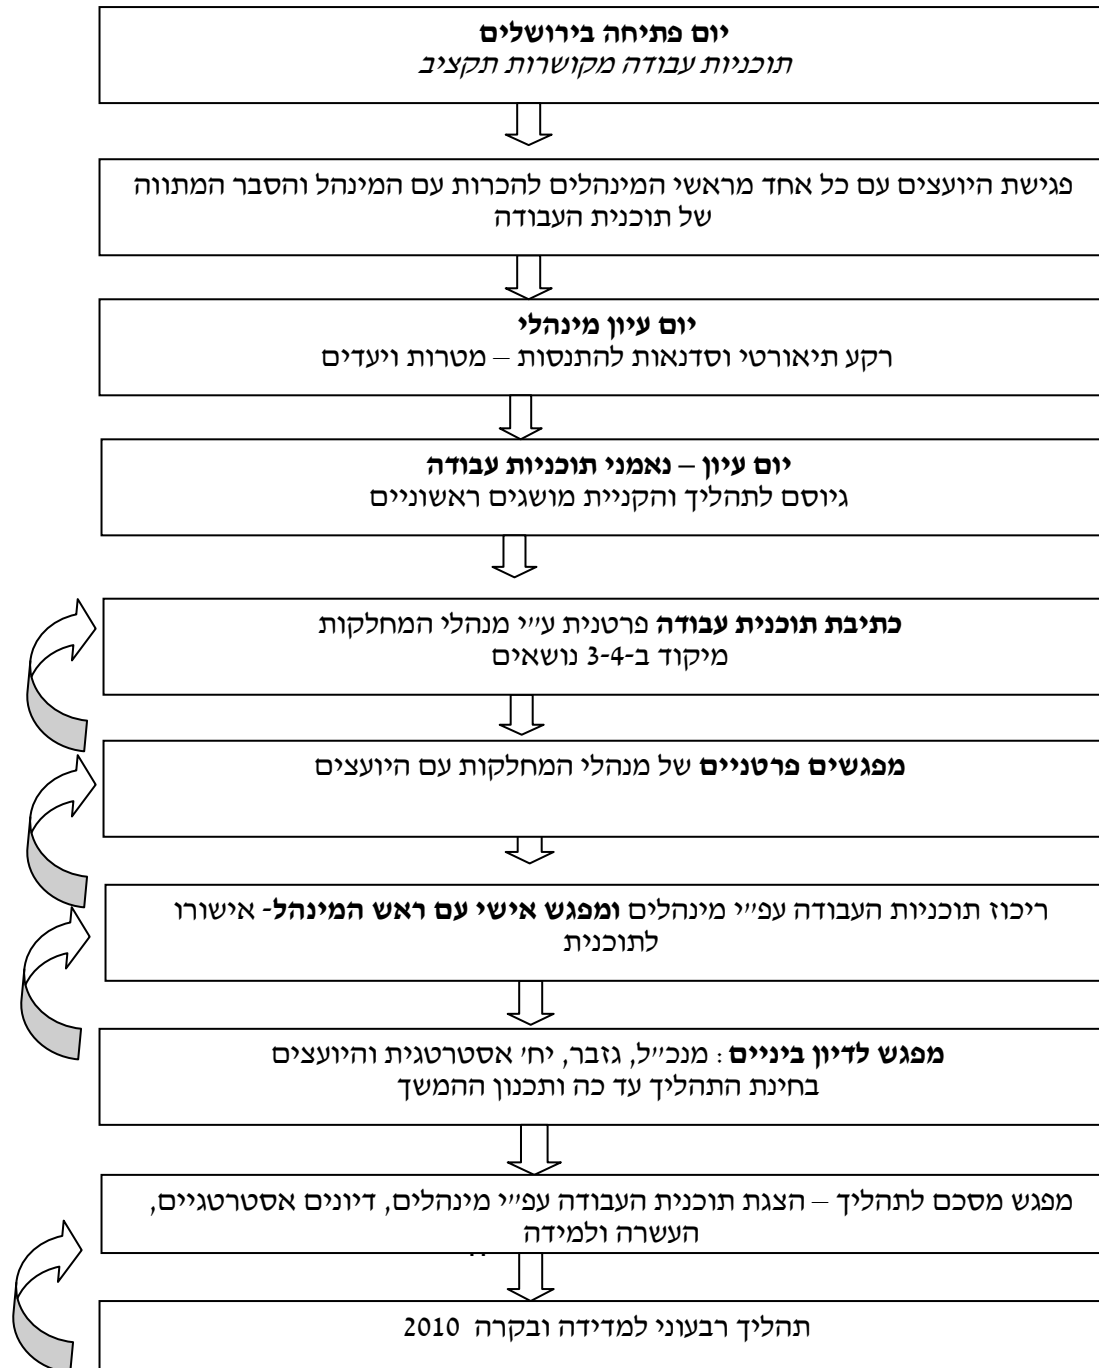 יום פתיחה בירושלים
תוכניות עבודה מקושרות תקציב
פגישת היועצים עם כל אחד מראשי המינהלים להכרות עם המינהל והסבר המתווה
של תוכנית העבודה
יום עיון מינהלי
רקע תיאורטי וסדנאות להתנסות – מטרות ויעדים
יום עיון – נאמני תוכניות עבודה
גיוסם לתהליך והקניית מושגים ראשוניים
כתיבת תוכנית עבודה פרטנית ע״י מנהלי המחלקות
מיקוד ב-3-4 נושאים
מפגשים פרטניים של מנהלי המחלקות עם היועצים
ריכוז תוכניות העבודה עפ״י מינהלים ומפגש אישי עם ראש המינהל- אישורו
לתוכנית
מפגש לדיון ביניים: מנכ״ל, גזבר, יח׳ אסטרטגית והיועצים
בחינת התהליך עד כה ותכנון ההמשך
מפגש מסכם לתהליך – הצגת תוכנית העבודה עפ״י מינהלים, דיונים אסטרטגיים,
העשרה ולמידה
תהליך רבעוני למדידה ובקרה 2010